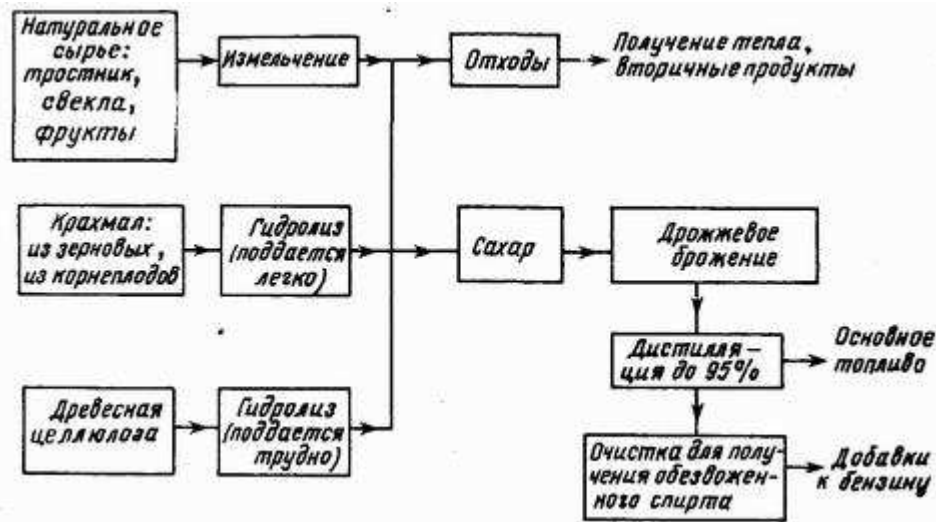 Натуральное
сырье:
тростник,
свекла,
фрукты
Измельчение
Отходы
Получение тепла,
вторичные продукты
Крахмал:
из зерновых,
из корнеплодов
Гидролиз
(поддается
легко)
Сахар
Дрожжевое
брожение
Дистилля-
ция до 95%
Основное
топливо
Древесная
целлюлоза
Гидролиз
(поддается
трудно)
Очистка для полу-
чения обезвожен-
ного спирта
Добавки
к бензину